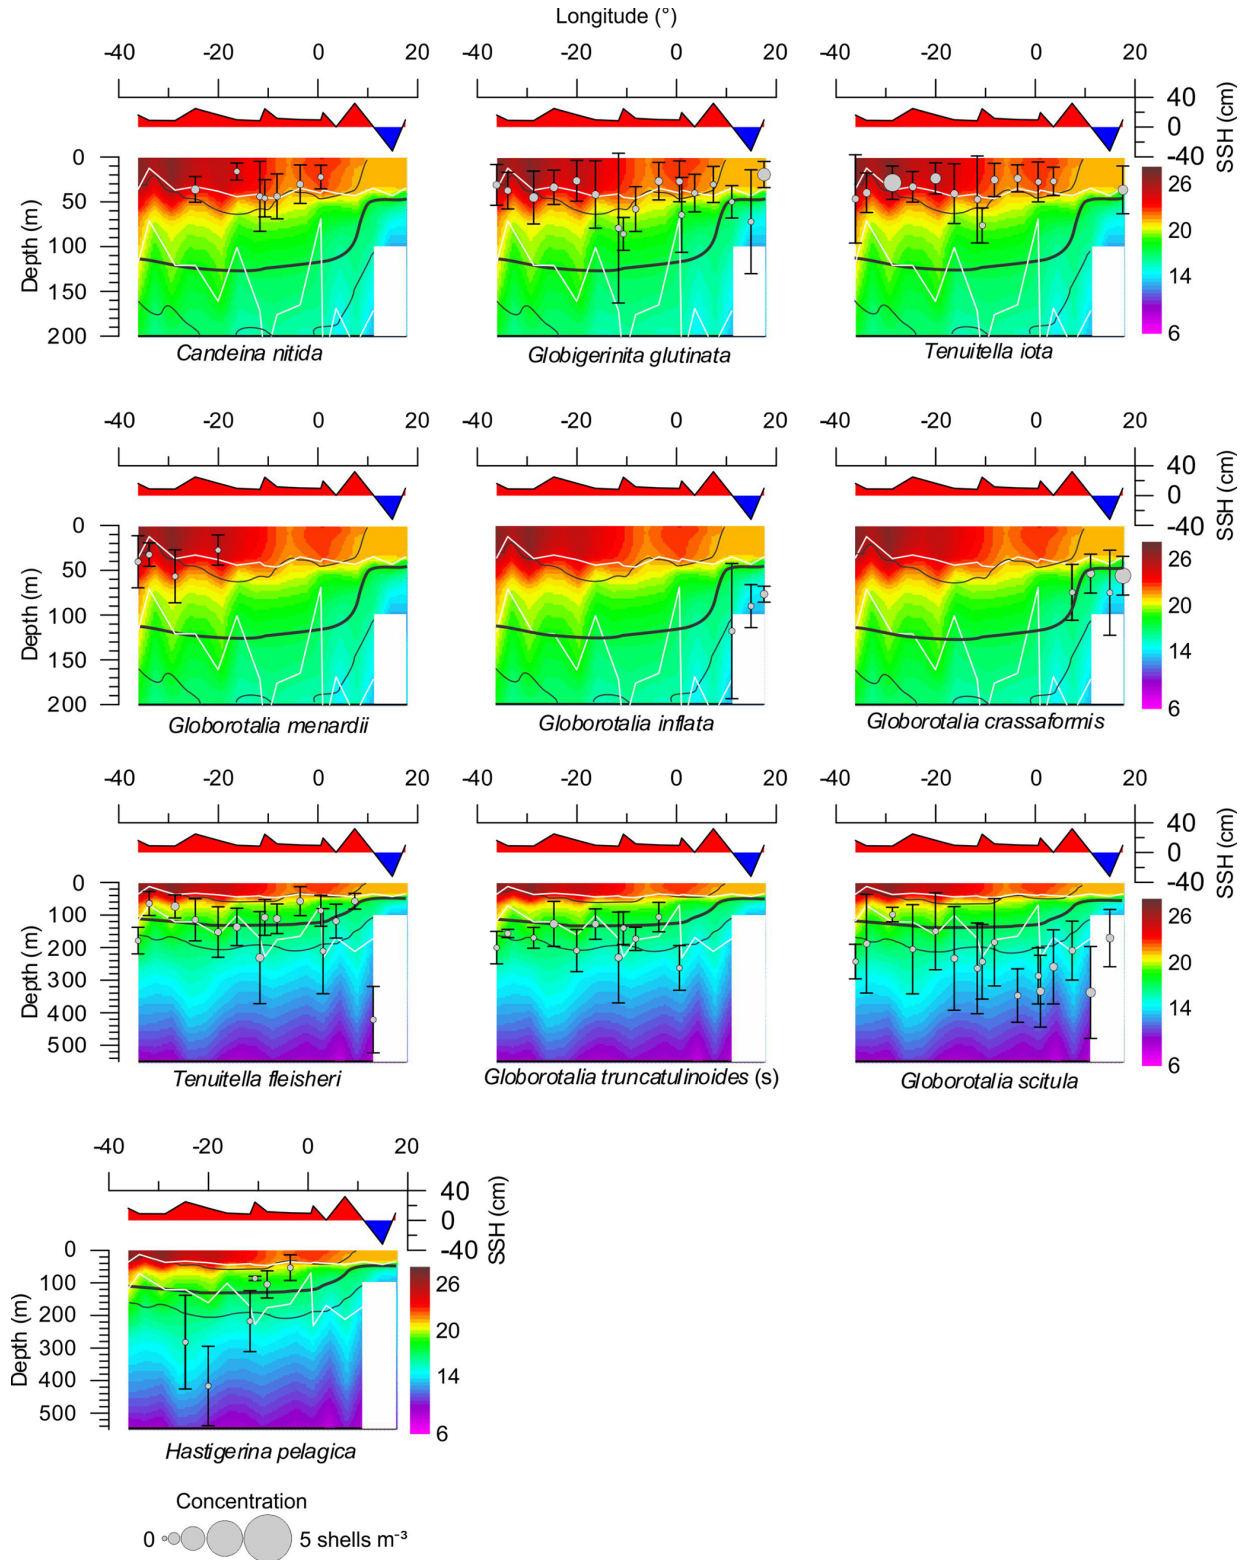 Longitude (°)
-40 -20 0 20 -40 -20 0 20 -40 -20 0 20
40
0
-40
SSH (cm)
0
50
100
150
200
Depth (m)
26
20
14
6
Candeina nitida Globigerinita glutinata Tenuitella iota
-40 -20 0 20 -40 -20 0 20 -40 -20 0 20
40
0
-40
SSH (cm)
0
50
100
150
200
Depth (m)
26
20
14
6
Globorotalia menardii Globorotalia inflata Globorotalia crassaformis
-40 -20 0 20 -40 -20 0 20 -40 -20 0 20
40
0
-40
SSH (cm)
0
100
200
300
400
500
Depth (m)
26
20
14
6
Tenuitella fleisheri Globorotalia truncatulinoides (s) Globorotalia scitula
-40 -20 0 20
40
0
-40
SSH (cm)
0
100
200
300
400
500
Depth (m)
26
20
14
6
Hastigerina pelagica
Concentration
0 5 shells m⁻³